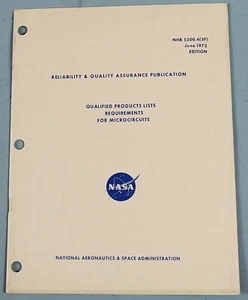 NHB 5300.4(3F)
June 1972
EDITION
RELIABILITY & QUALITY ASSURANCE PUBLICATION
QUALIFIED PRODUCTS LISTS
REQUIREMENTS
FOR MICROCIRCUITS
NASA
NATIONAL AERONAUTICS & SPACE ADMINISTRATION